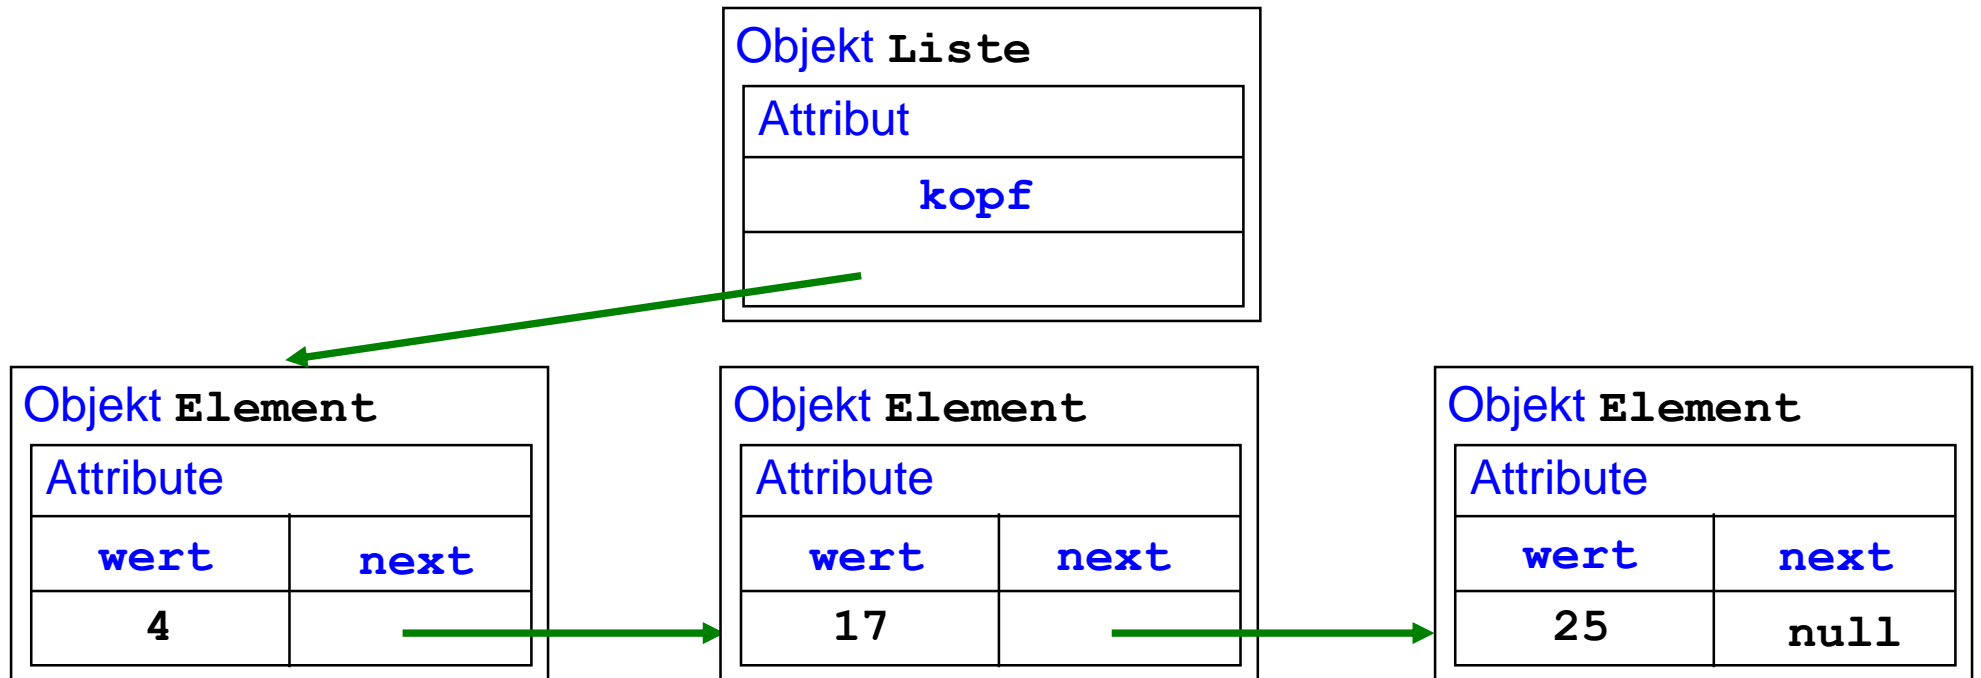 Objekt Liste
Attribut
kopf
Objekt Element
Attribute
wert next
4
Objekt Element
Attribute
wert next
17
Objekt Element
Attribute
wert next
25 null